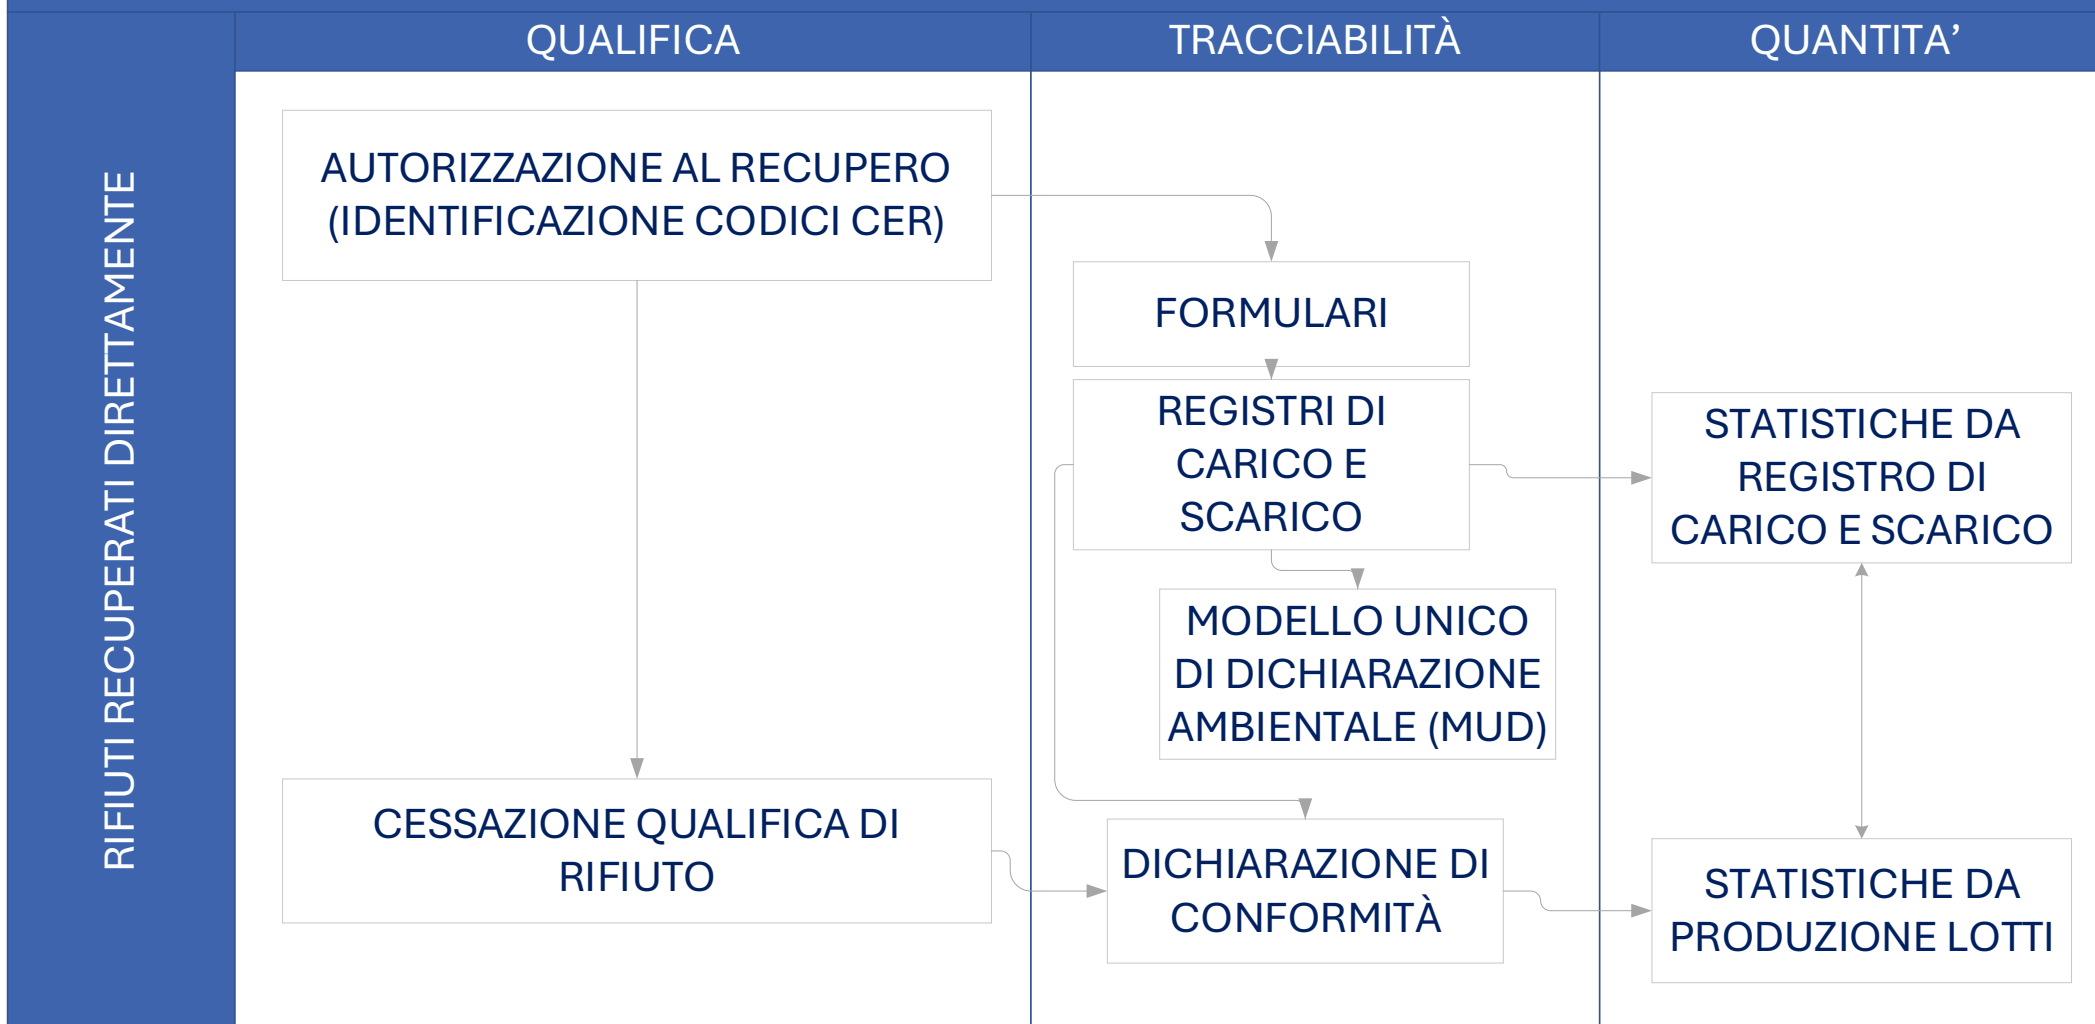 QUALIFICA
TRACCIABILITÀ
QUANTITA’
RIFIUTI RECUPERATI DIRETTAMENTE
AUTORIZZAZIONE AL RECUPERO
(IDENTIFICAZIONE CODICI CER)
FORMULARI
REGISTRI DI
CARICO E
SCARICO
STATISTICHE DA
REGISTRO DI
CARICO E SCARICO
MODELLO UNICO
DI DICHIARAZIONE
AMBIENTALE (MUD)
CESSAZIONE QUALIFICA DI
RIFIUTO
DICHIARAZIONE DI
CONFORMITÀ
STATISTICHE DA
PRODUZIONE LOTTI